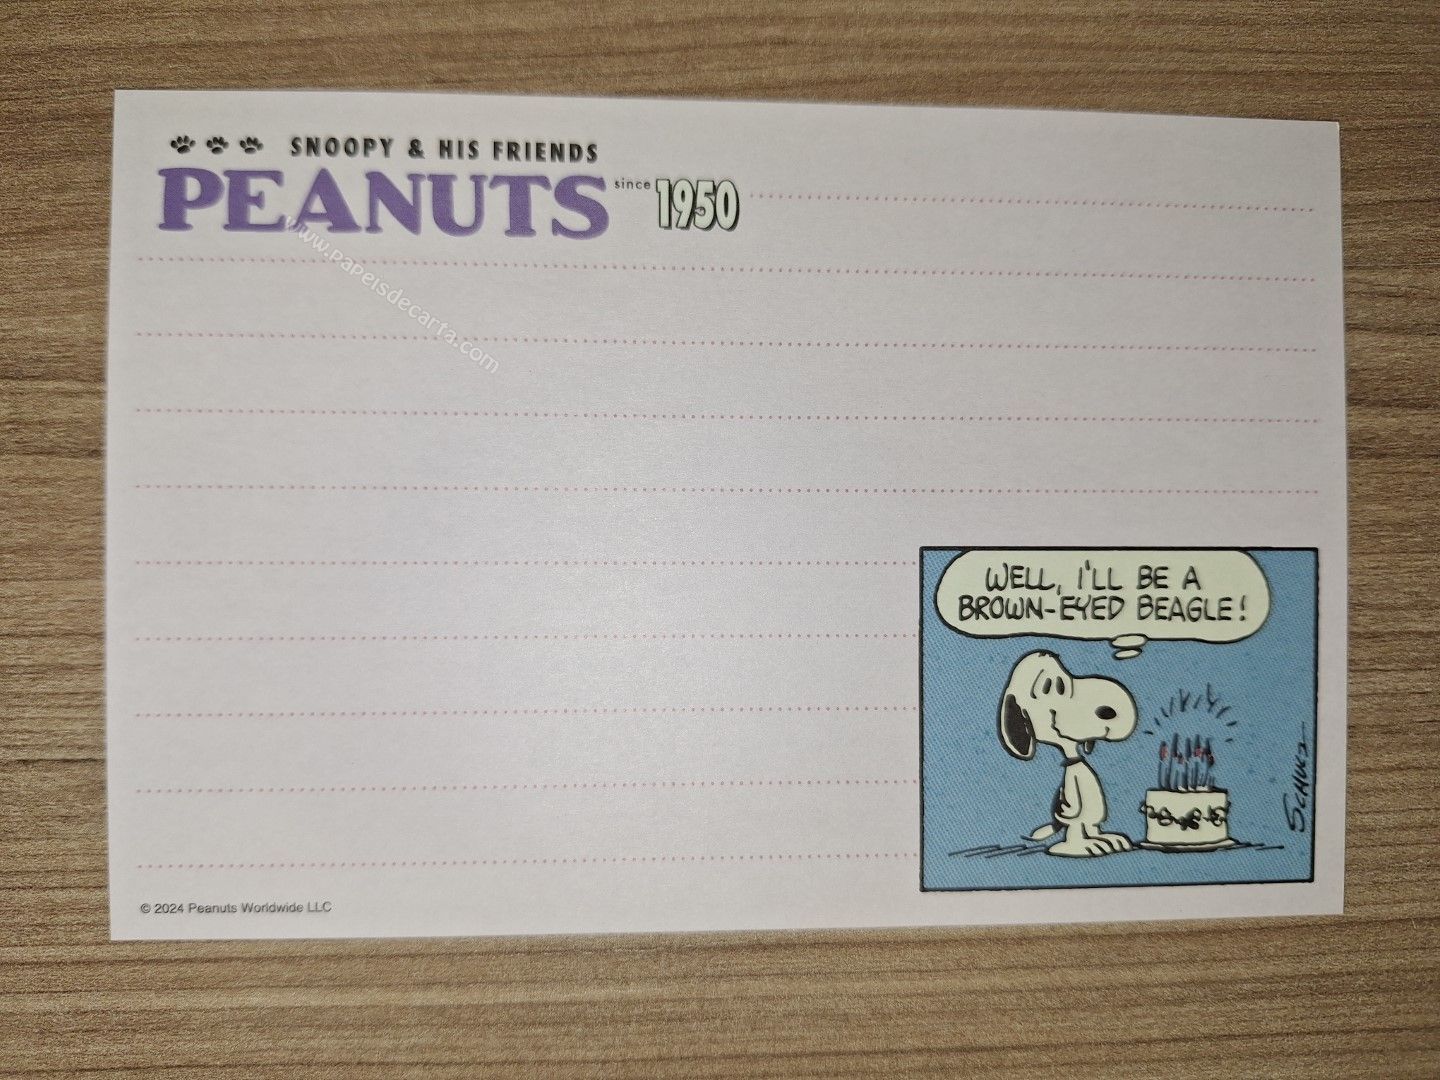 SNOOPY & HIS FRIENDS
PEANUTS since 1950
www.papeisdecarta.com
WELL, I'LL BE A
BROWN-EYED BEAGLE!
SCHULZ
© 2024 Peanuts Worldwide LLC